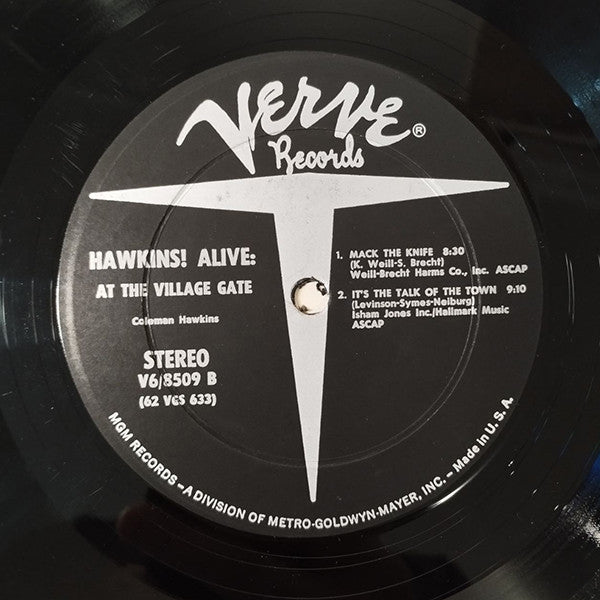 VERVE®
Records
HAWKINS! ALIVE:
AT THE VILLAGE GATE
Coleman Hawkins
STEREO
V6/8509 B
(62 VGS 633)
1. MACK THE KNIFE 8:30
(K. Weill-S. Brecht)
Weill-Brecht Harms Co., Inc. ASCAP
2. IT'S THE TALK OF THE TOWN 9:10
(Levinson-Symes-Neiburg)
Isham Jones Inc./Hallmark Music
ASCAP
MGM RECORDS – A DIVISION OF METRO-GOLDWYN-MAYER, INC. – Made in U. S. A.